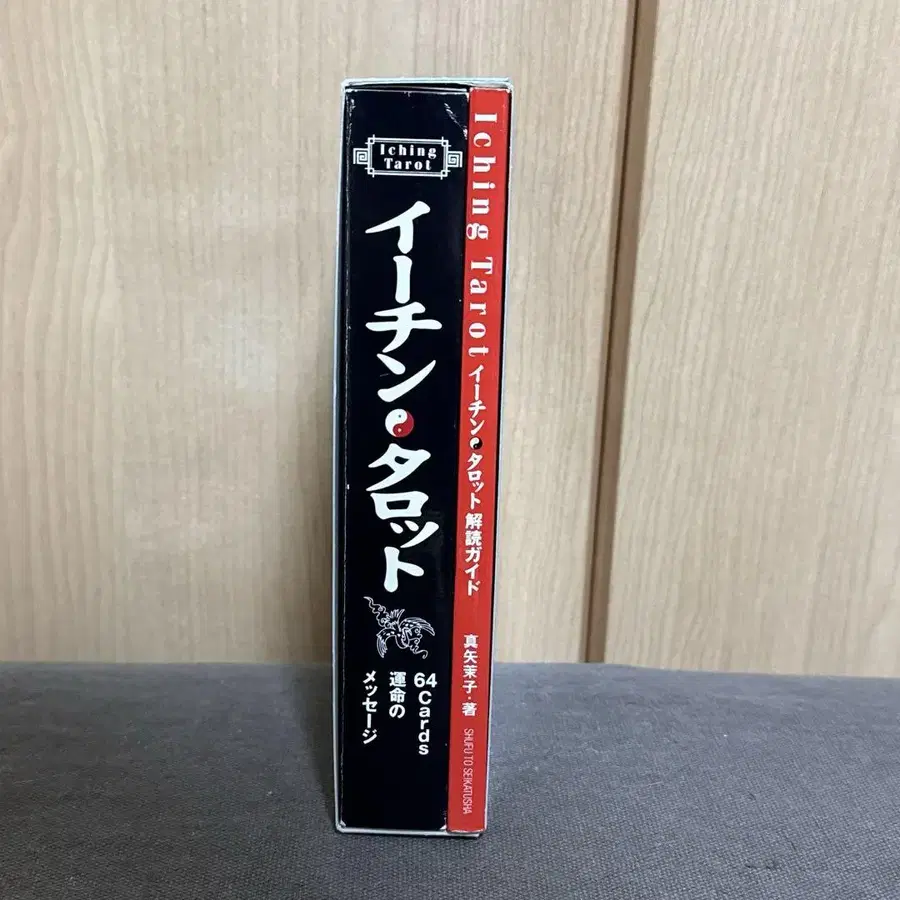 Iching
Tarot
イーチン・タロット
64Cards
運命の
メッセージ
Iching Tarot イーチン・タロット 解読ガイド
真矢茉子・著
SHUFU TO SEIKATUSHA